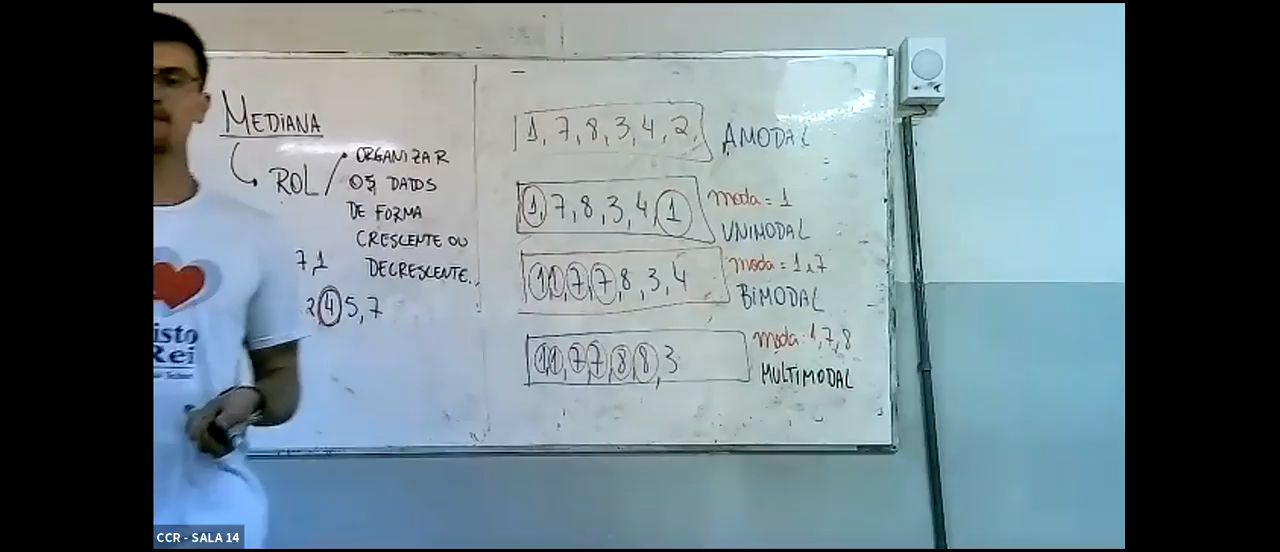 MEDIANA
ROL / • ORGANIZAR
OS DADOS
DE FORMA
CRESCENTE OU
DECRESCENTE.
7,1
2 4 5, 7
1, 7, 8, 3, 4, 2, AMODAL
1, 7, 8, 3, 4, 1 moda = 1
UNIMODAL
1,1,7,7,8,3,4 moda = 1,7
BIMODAL
1,1,7,7,8,8,3 moda: 1,7,8
MULTIMODAL
isto
Rei
CCR - SALA 14